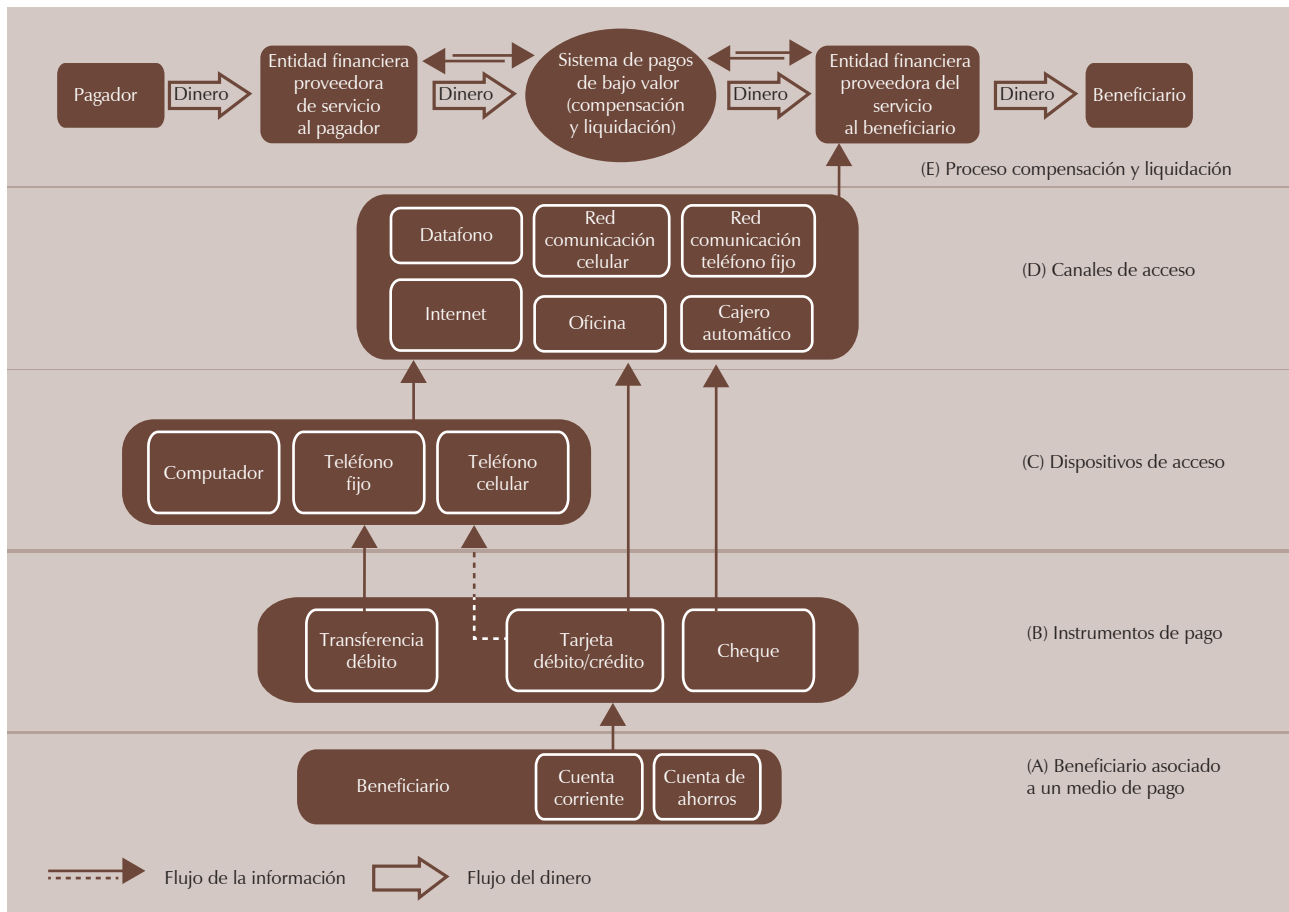 Pagador
Dinero
Entidad financiera
proveedora
de servicio
al pagador
Dinero
Sistema de pagos
de bajo valor
(compensación
y liquidación)
Dinero
Entidad financiera
proveedora del
servicio
al beneficiario
Dinero
Beneficiario
(E) Proceso compensación y liquidación
Datafono
Red
comunicación
celular
Red
comunicación
teléfono fijo
Internet
Oficina
Cajero
automático
(D) Canales de acceso
Computador
Teléfono
fijo
Teléfono
celular
(C) Dispositivos de acceso
Transferencia
débito
Tarjeta
débito/crédito
Cheque
(B) Instrumentos de pago
Beneficiario
Cuenta
corriente
Cuenta de
ahorros
(A) Beneficiario asociado
a un medio de pago
Flujo de la información
Flujo del dinero